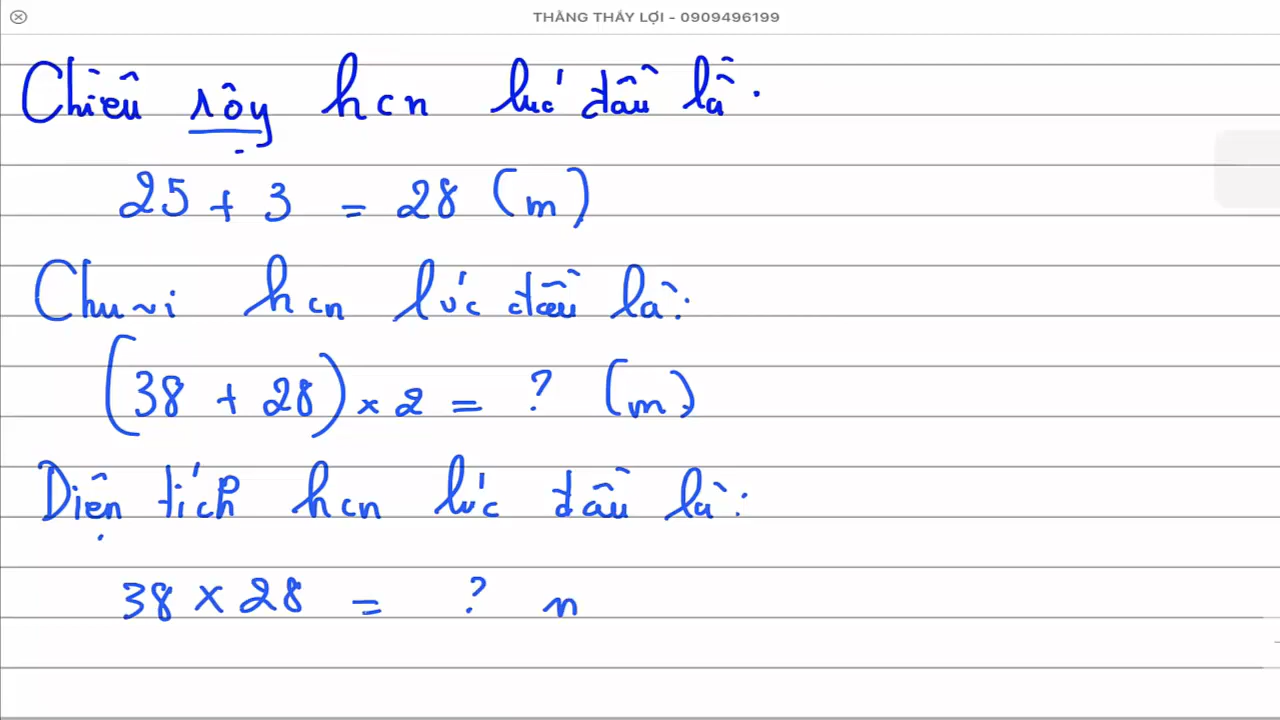 THẦNG THẦY LỢI - 0909496199
Chiều rộng hcn lúc đầu là:
25 + 3 = 28 (m)
Chu vi hcn lúc đầu là:
(38 + 28) × 2 = ? (m)
Diện tích hcn lúc đầu là:
38 × 28 = ? m